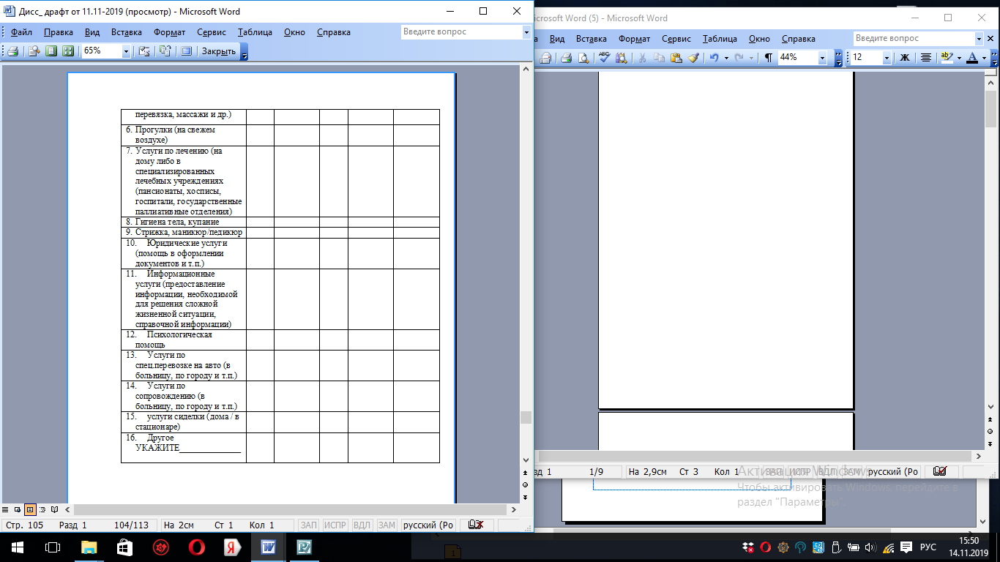 Дисс_ драфт от 11.11-2019 (просмотр) - Microsoft Word
Файл Правка Вид Вставка Формат Сервис Таблица Окно Справка
Введите вопрос
65% Закрыть
перевязка, массажи и др.)
6. Прогулки (на свежем
воздухе)
7. Услуги по лечению (на
дому либо в
специализированных
лечебных учреждениях
(пансионаты, хосписы,
госпитали, государственные
паллиативные отделения)
8. Гигиена тела, купание
9. Стрижка, маникюр/педикюр
10. Юридические услуги
(помощь в оформлении
документов и т.п.)
11. Информационные
услуги (предоставление
информации, необходимой
для решения сложной
жизненной ситуации,
справочной информации)
12. Психологическая
помощь
13. Услуги по
спец.перевозке на авто (в
больницу, по городу и т.п.)
14. Услуги по
сопровождению (в
больницу, по городу и т.п.)
15. услуги сиделки (дома / в
стационаре)
16. Другое
УКАЖИТЕ______________
Стр. 105 Разд 1 104/113 На 2см Ст 1 Кол 1 ЗАП ИСПР ВДЛ ЗАМ русский (Ро
icrosoft Word (5) - Microsoft Word
а Вид Вставка Формат Сервис Таблица Окно Справка
Введите вопрос
44% 12 Ж
зд 1 1/9 На 2,9см Ст 3 Кол 1 ЗАП ИСПР ВДЛ ЗАМ русский (Ро
Активация Windows
Чтобы активировать Windows, перейдите в
раздел "Параметры".
1
РУС
15:50
14.11.2019